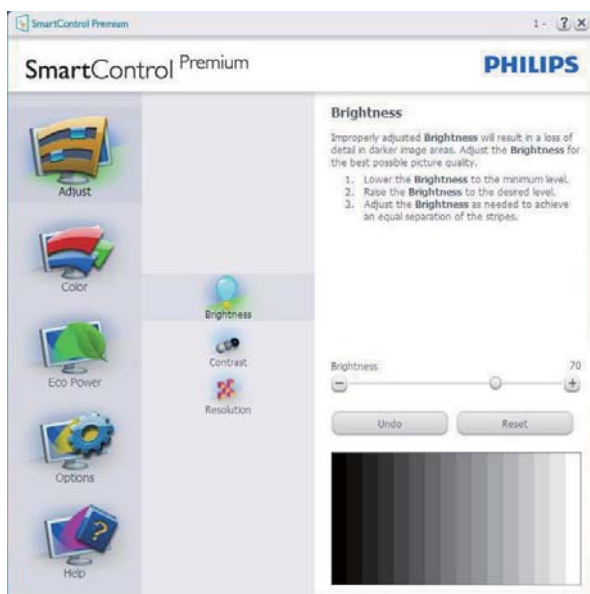 SmartControl Premium
1 - ? X
SmartControl Premium
PHILIPS
Adjust
Color
Eco Power
Options
Help
Brightness
Contrast
Resolution
Brightness
Improperly adjusted Brightness will result in a loss of
detail in darker image areas. Adjust the Brightness for
the best possible picture quality.
1. Lower the Brightness to the minimum level.
2. Raise the Brightness to the desired level.
3. Adjust the Brightness as needed to achieve
an equal separation of the stripes.
Brightness 70
Undo Reset